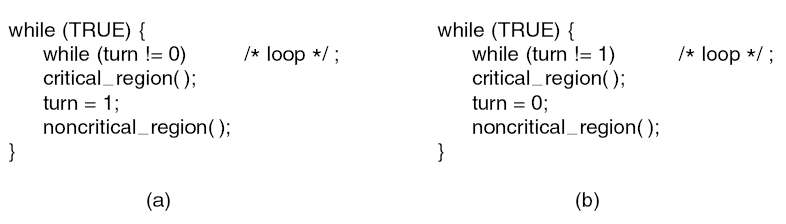 while (TRUE) {
    while (turn != 0)        /* loop */ ;
    critical_region( );
    turn = 1;
    noncritical_region( );
}
(a)
while (TRUE) {
    while (turn != 1)        /* loop */ ;
    critical_region( );
    turn = 0;
    noncritical_region( );
}
(b)